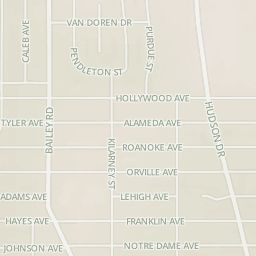 VAN DOREN DR
CALEB AVE
PURDUE ST
PENDLETON ST
HOLLYWOOD AVE
HUDSON DR
TYLER AVE
ALAMEDA AVE
BAILEY RD
KILARNEY ST
ROANOKE AVE
ORVILLE AVE
ADAMS AVE
LEHIGH AVE
HAYES AVE
FRANKLIN AVE
JOHNSON AVE
NOTRE DAME AVE